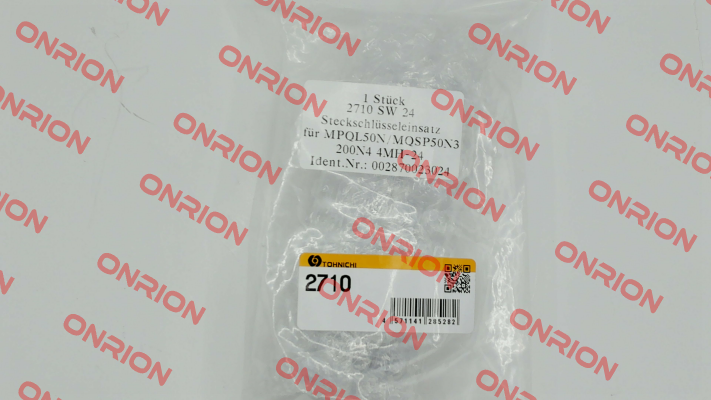 1 Stück
2710 SW 24
Steckschlüsseleinsatz
für MPQL50N/MQSP50N3
200N4 4MH-24
Ident.Nr.: 002870023024
TOHNICHI
2710
4 571141 285282
ONRION